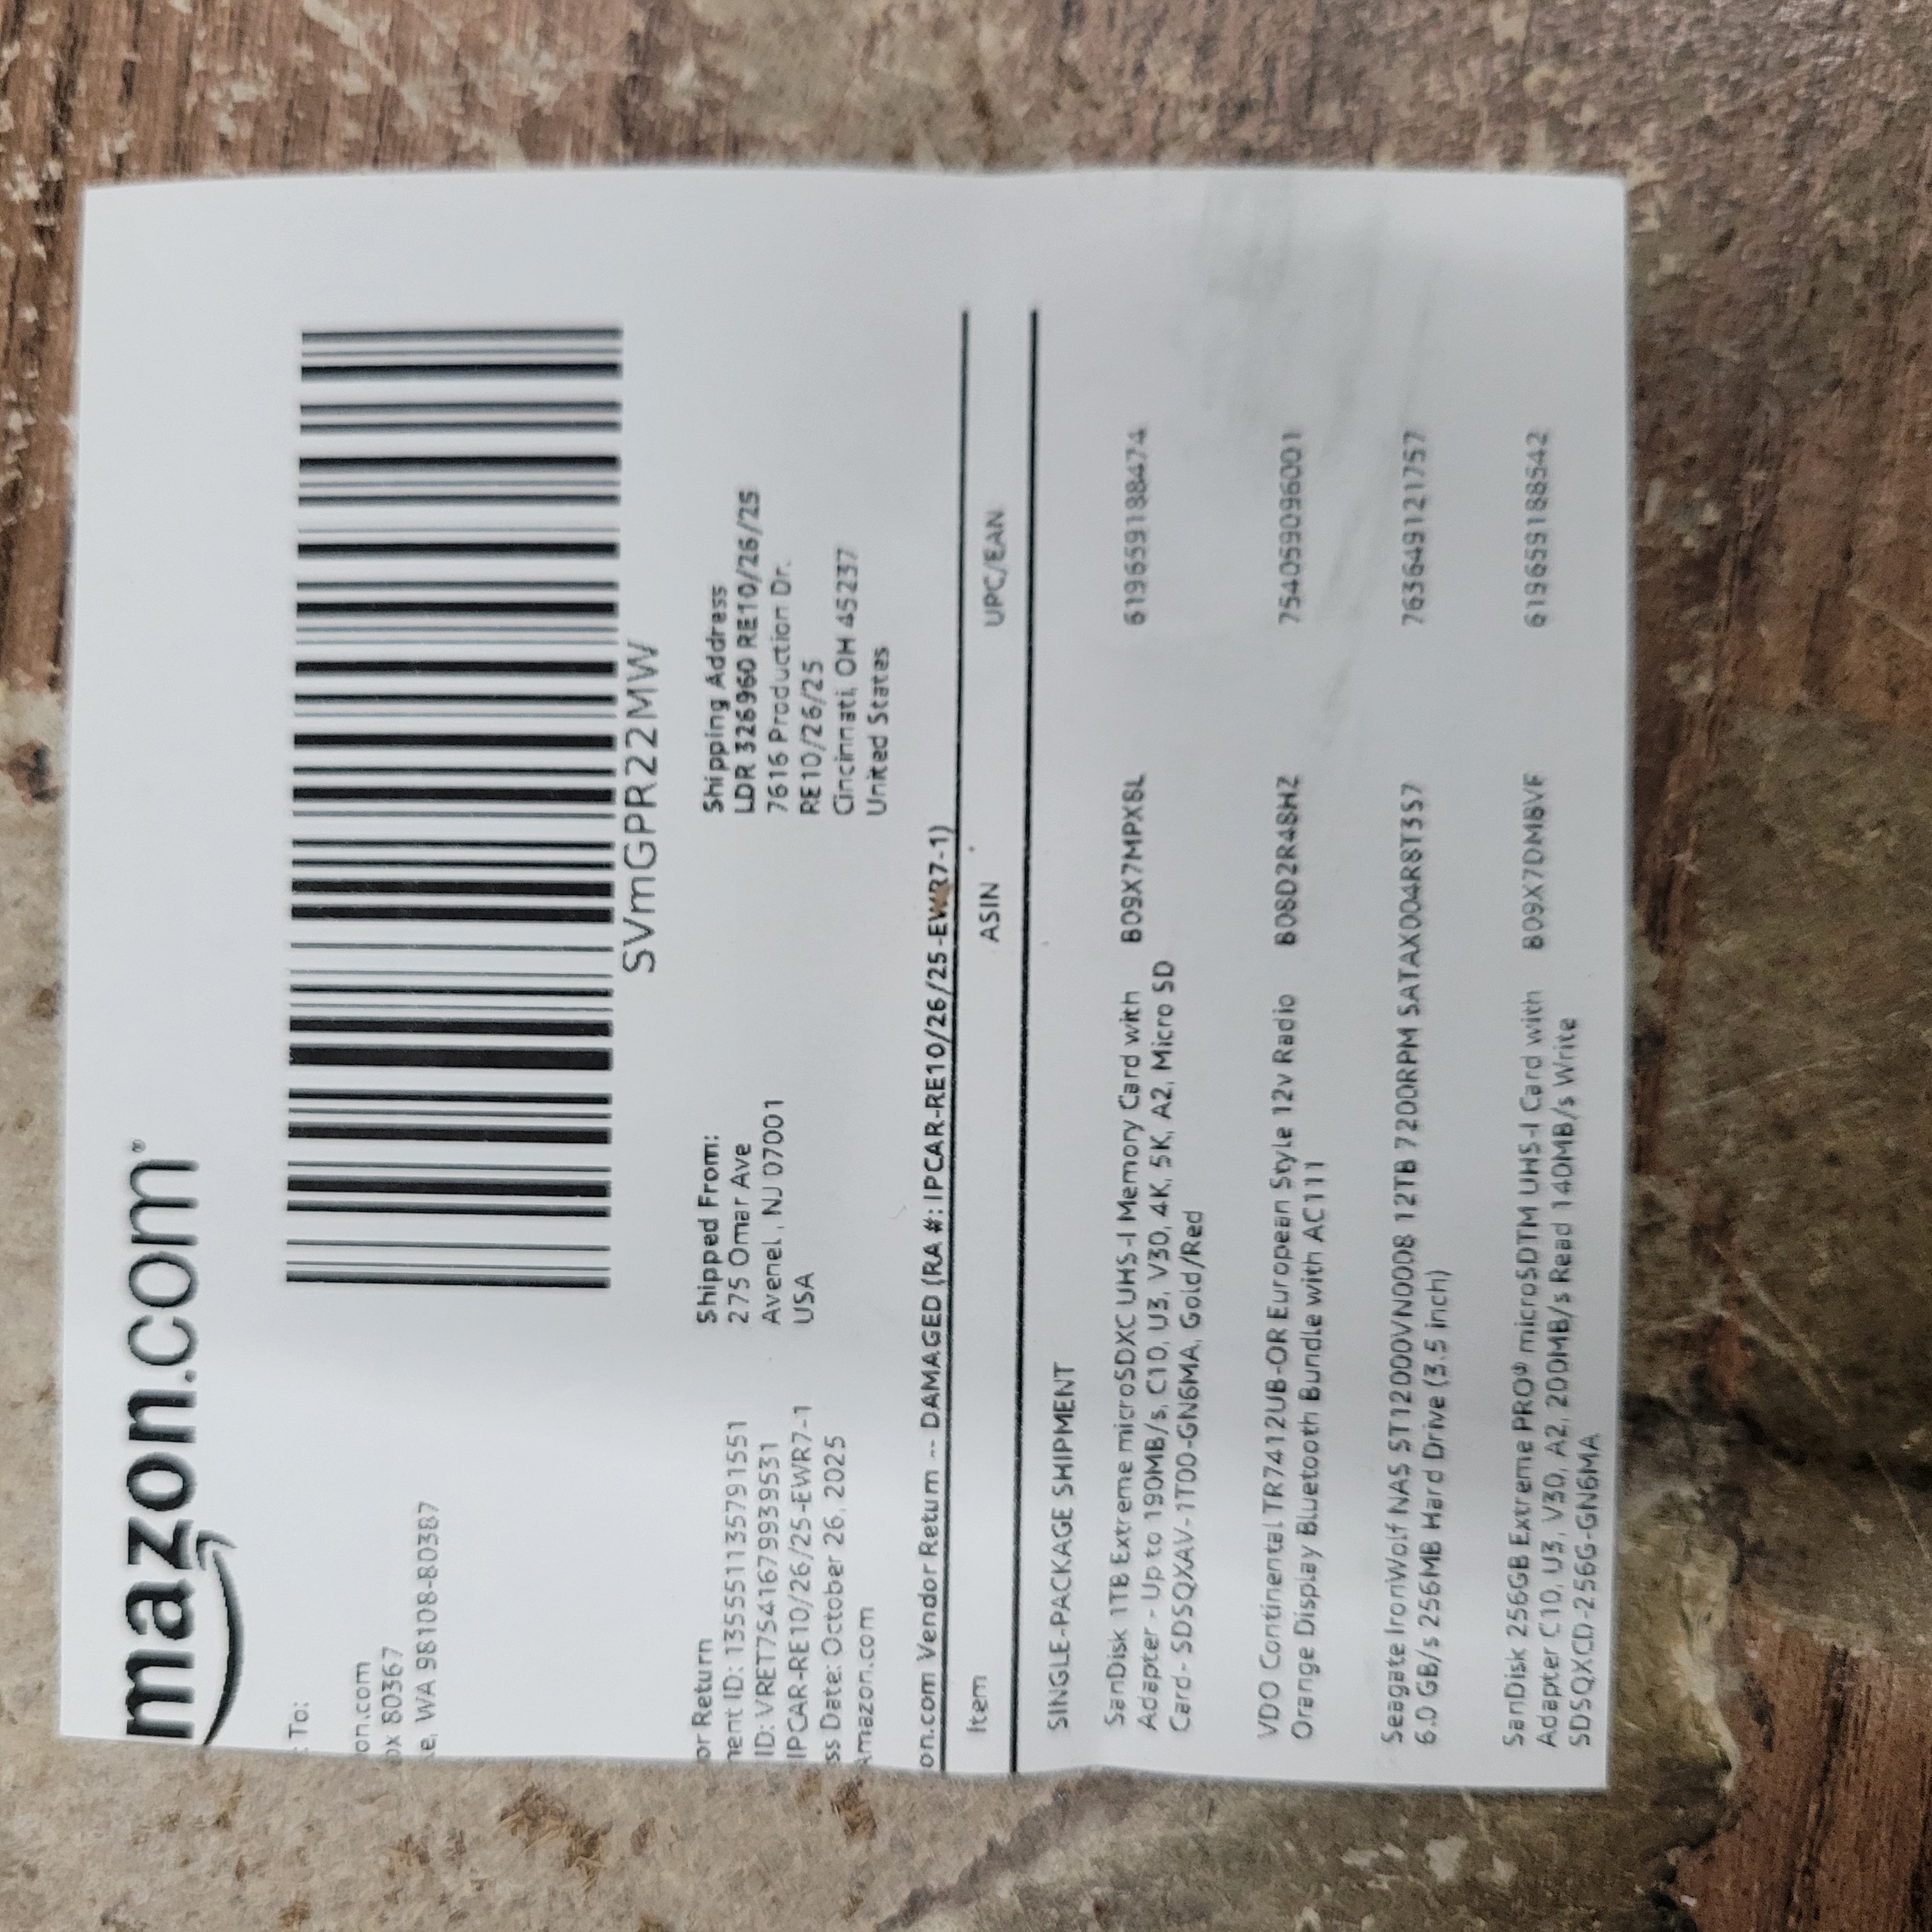 mazon.com
SVmGPR22MW
To:
on.com
ox 80367
e, WA 98108-80387
or Return
nent ID: 13555113579 1551
ID: VRET7541679939531
IPCAR-RE10/26/25-EWR7-1
ss Date: October 26, 2025
Amazon.com
Shipped From:
275 Omar Ave
Avenel, NJ 07001
USA
Shipping Address
LDR 326960 RE10/26/25
7616 Production Dr.
RE10/26/25
Cincinnati, OH 45237
United States
on.com Vendor Return -- DAMAGED (RA #: IPCAR-RE10/26/25-EWR7-1)
Item ASIN UPC/EAN
SINGLE-PACKAGE SHIPMENT
SanDisk 1TB Extreme microSDXC UHS-I Memory Card with B09X7MPX8L 619659188474
Adapter - Up to 190MB/s, C10, U3, V30, 4K, 5K, A2, Micro SD
Card- SDSQXAV-1T00-GN6MA, Gold/Red
VDO Continental TR7412UB-OR European Style 12v Radio B08D2R48HZ 754059096001
Orange Display Bluetooth Bundle with AC111
Seagate IronWolf NAS ST12000VN0008 12TB 7200RPM SATAX004R8T3S7 763649121757
6.0 GB/s 256MB Hard Drive (3.5 inch)
SanDisk 256GB Extreme PRO® microSDTM UHS-I Card with B09X7DM8VF 619659188542
Adapter C10, U3, V30, A2, 200MB/s Read 140MB/s Write
SDSQXCD-256G-GN6MA